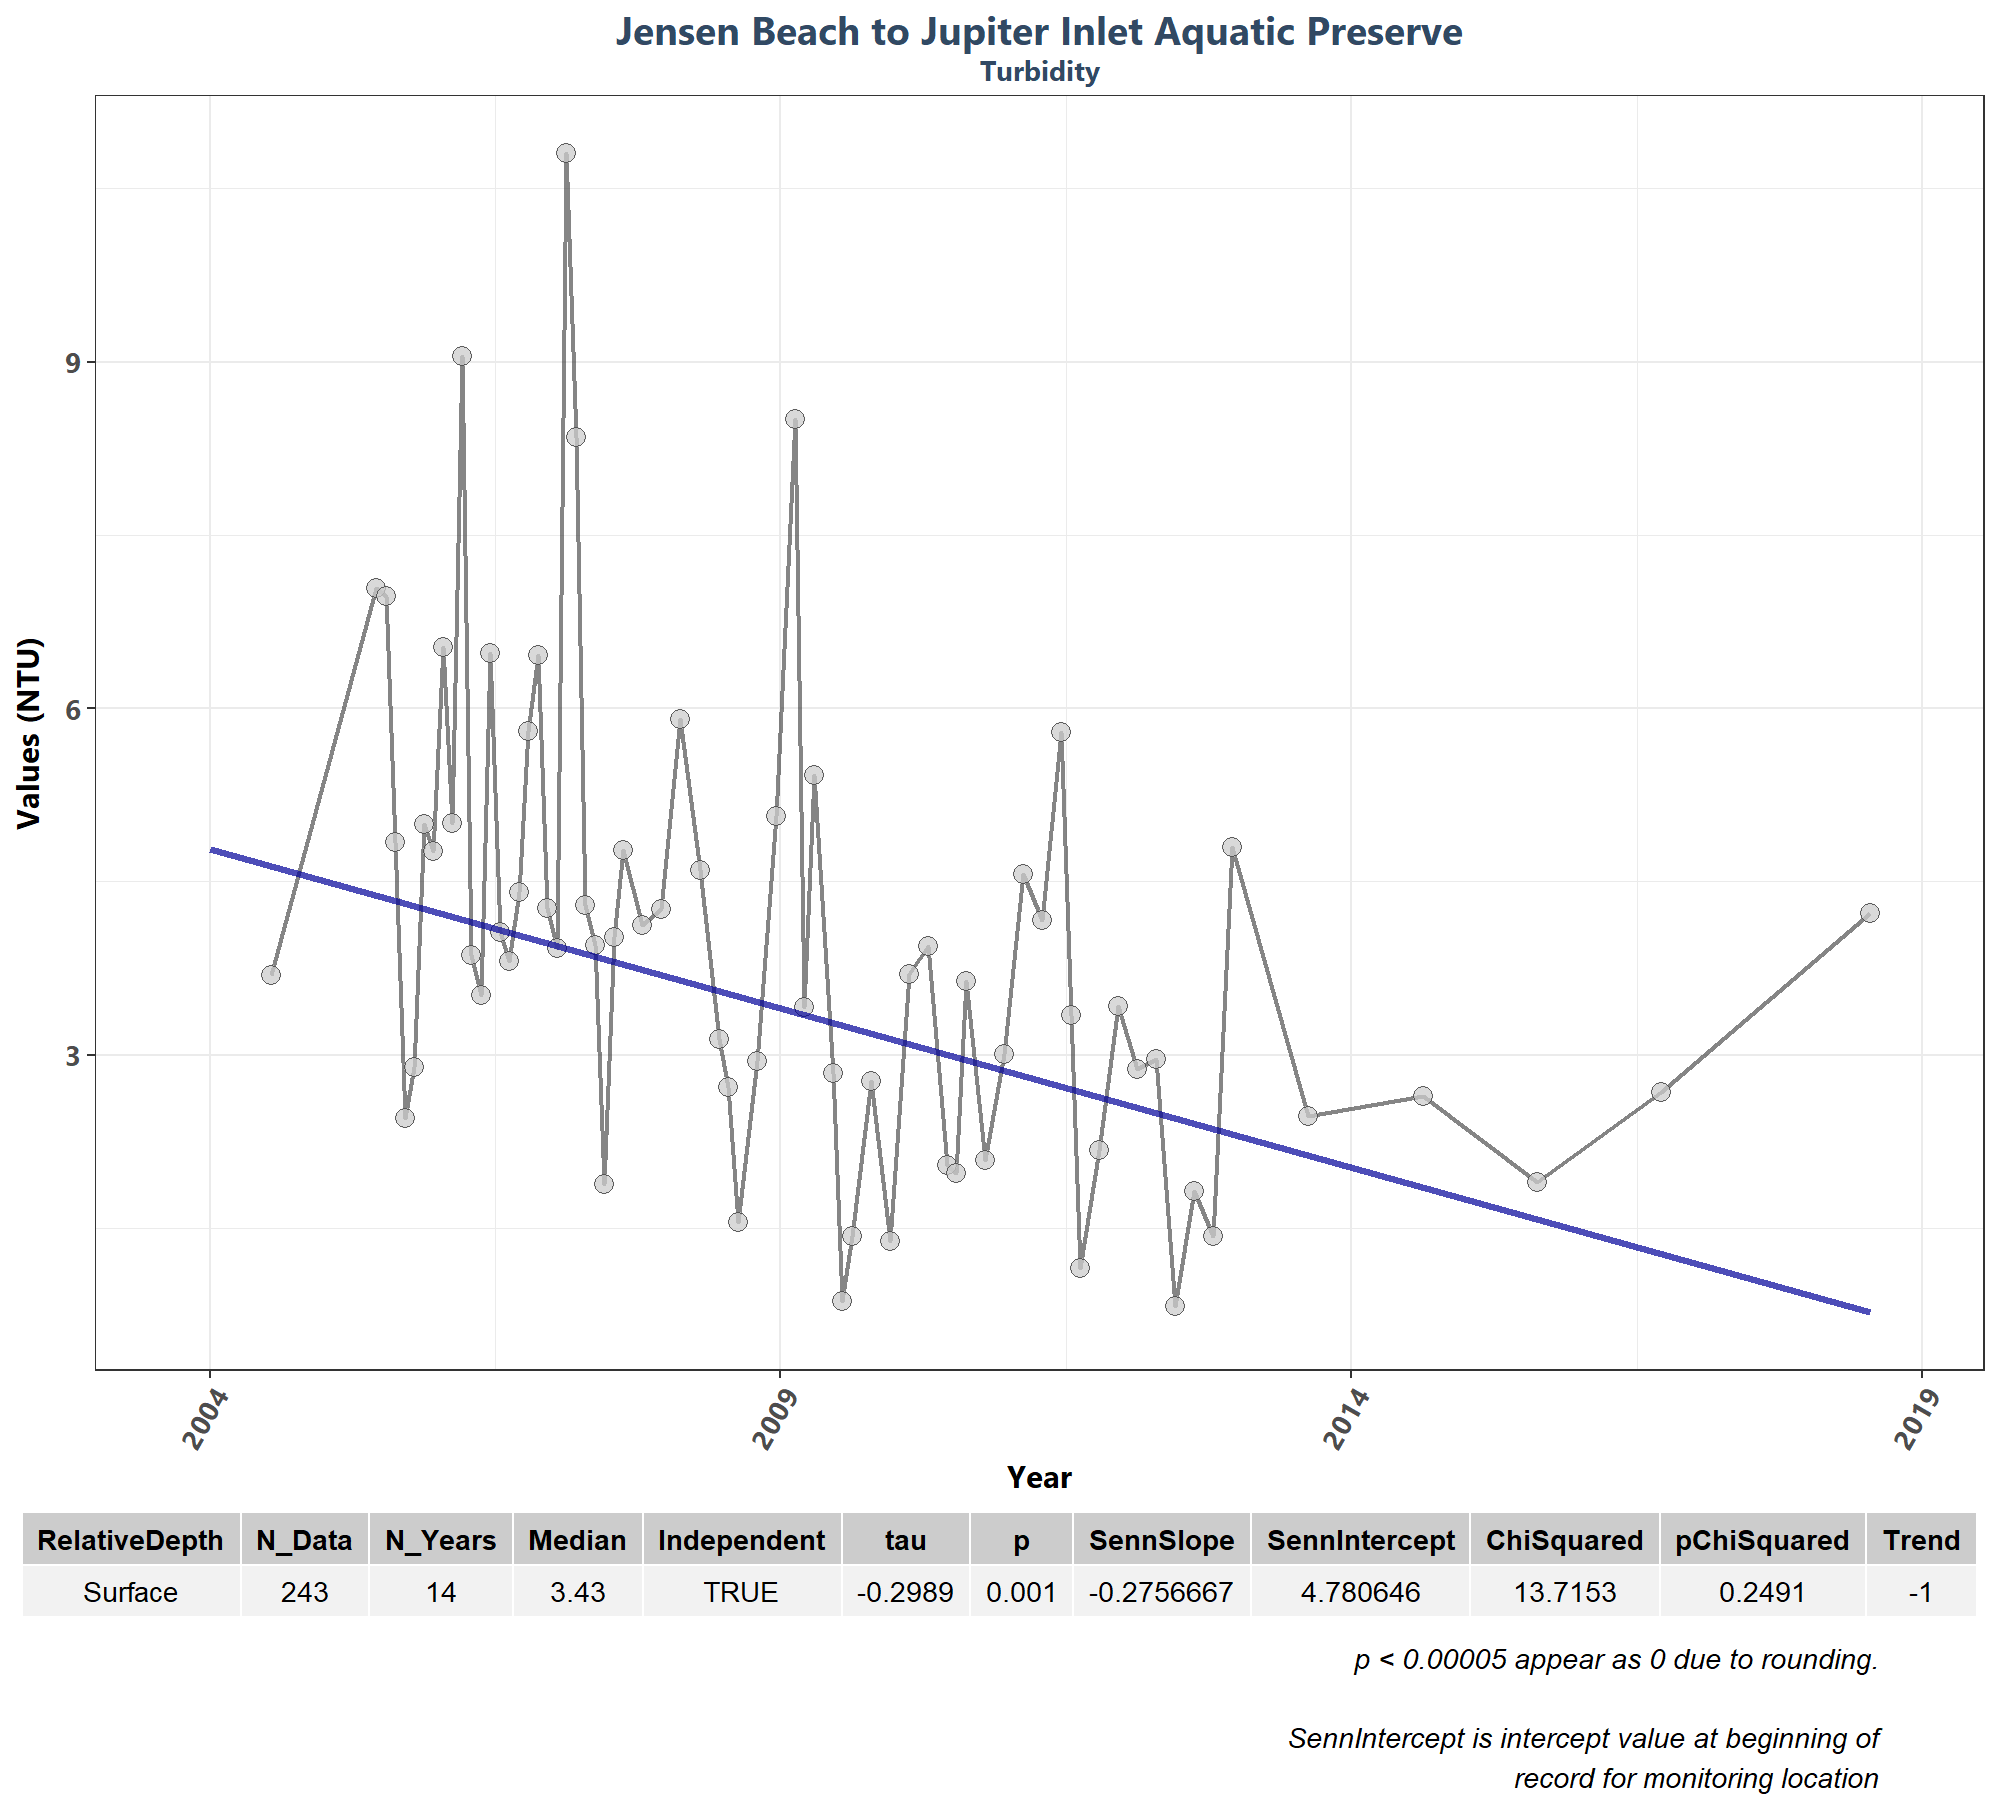 Jensen Beach to Jupiter Inlet Aquatic Preserve
Turbidity
Values (NTU)
9
6
3
2004 2009 2014 2019
Year
RelativeDepth N_Data N_Years Median Independent tau p SennSlope SennIntercept ChiSquared pChiSquared Trend
Surface 243 14 3.43 TRUE -0.2989 0.001 -0.2756667 4.780646 13.7153 0.2491 -1
p < 0.00005 appear as 0 due to rounding.
SennIntercept is intercept value at beginning of
record for monitoring location